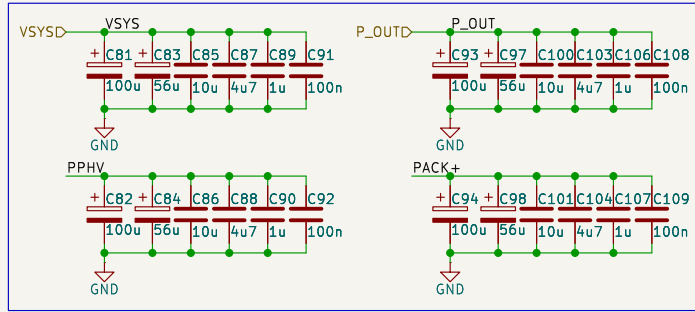 VSYS VSYS P_OUT P_OUT
+ C81 + C83 C85 C87 C89 C91 + C93 + C97 C100 C103 C106 C108
100u 56u 10u 4u7 1u 100n 100u 56u 10u 4u7 1u 100n
GND GND
PPHV PACK+
+ C82 + C84 C86 C88 C90 C92 + C94 + C98 C101 C104 C107 C109
100u 56u 10u 4u7 1u 100n 100u 56u 10u 4u7 1u 100n
GND GND